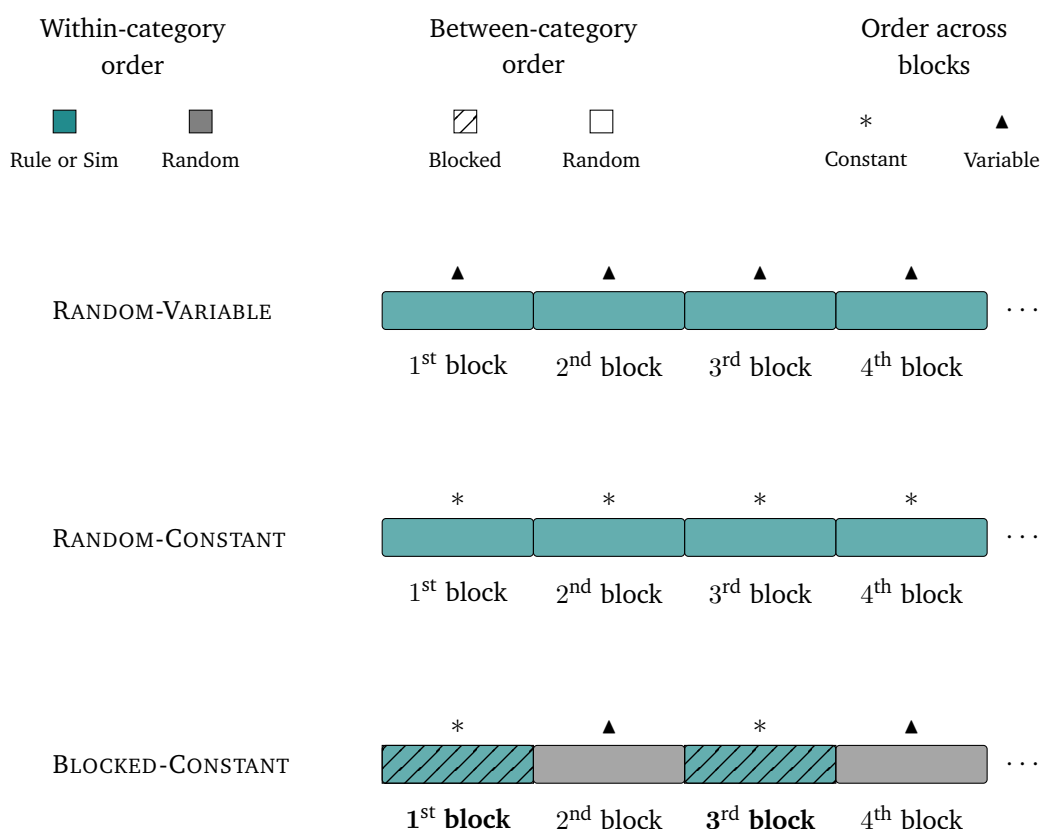 Within-category Between-category Order across
order order blocks
* ▲
Rule or Sim Random Blocked Random Constant Variable
▲ ▲ ▲ ▲
RANDOM-VARIABLE ···
1st block 2nd block 3rd block 4th block
* * * *
RANDOM-CONSTANT ···
1st block 2nd block 3rd block 4th block
* ▲ * ▲
BLOCKED-CONSTANT ···
1st block 2nd block 3rd block 4th block